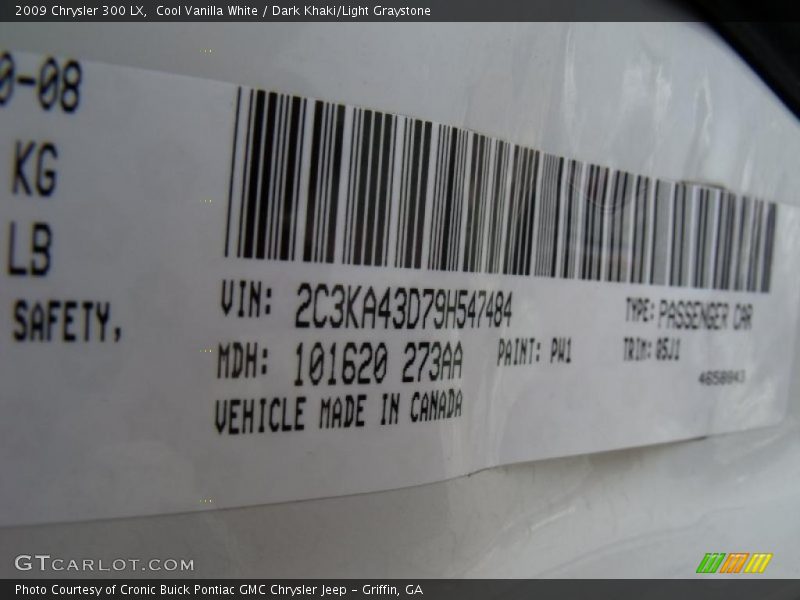 2009 Chrysler 300 LX,  Cool Vanilla White / Dark Khaki/Light Graystone
0-08
KG
LB
SAFETY,
VIN: 2C3KA43D79H547484
TYPE: PASSENGER CAR
MDH: 101620 273AA
PAINT: PW1
TRIM: 05J1
VEHICLE MADE IN CANADA
4658043
GTCARLOT.COM
Photo Courtesy of Cronic Buick Pontiac GMC Chrysler Jeep - Griffin, GA